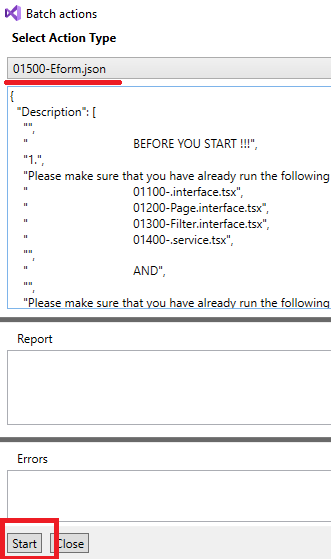 Batch actions
Select Action Type
01500-Eform.json
{
"Description": [
"",
" BEFORE YOU START !!!",
"1.",
"Please make sure that you have already run the following
" 01100-.interface.tsx",
" 01200-Page.interface.tsx",
" 01300-Filter.interface.tsx",
" 01400-.service.tsx",
"",
" AND",
"",
"Please make sure that you have already run the following
Report
Errors
Start Close